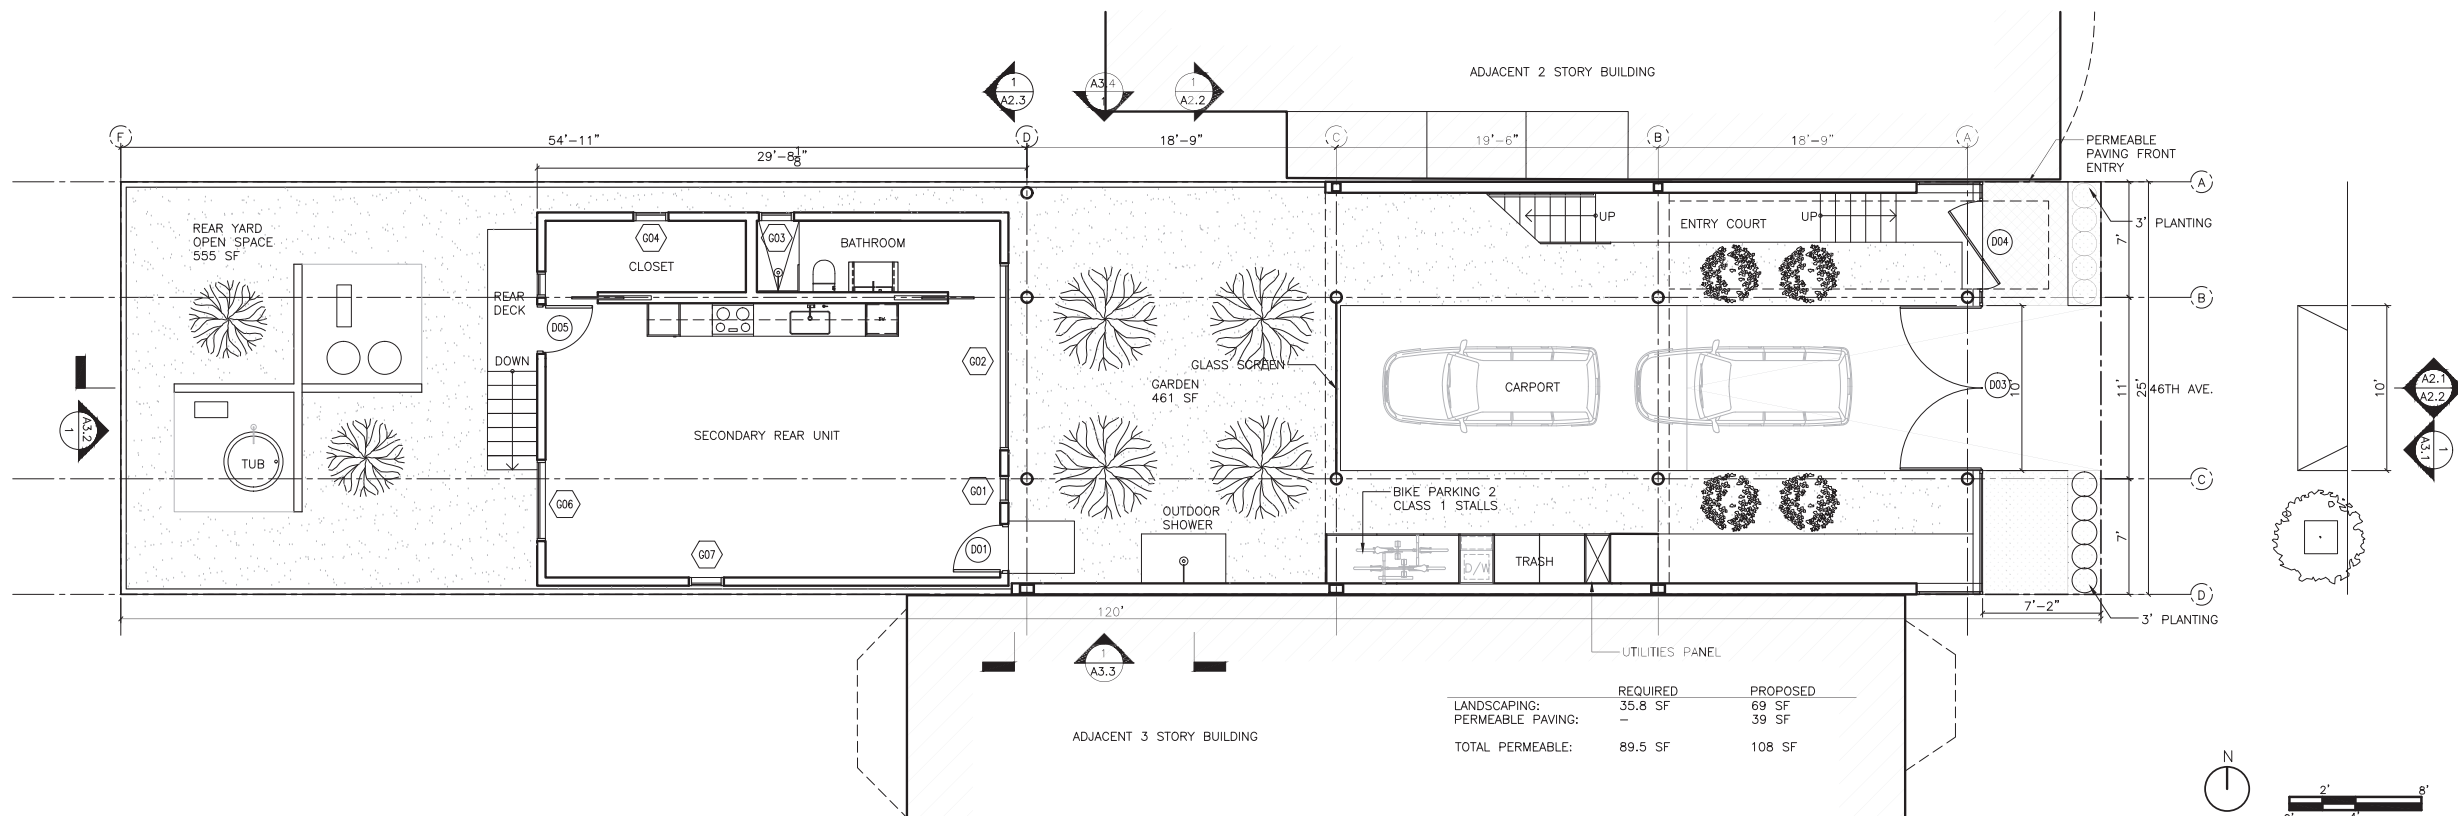 ADJACENT 2 STORY BUILDING
1
A2.3
A3.4
1
1
A2.2
F
54'-11"
D
18'-9"
C
19'-6"
B
18'-9"
A
29'-8 1/8"
PERMEABLE
PAVING FRONT
ENTRY
A
3' PLANTING
REAR YARD
OPEN SPACE
555 SF
G04
CLOSET
G03
BATHROOM
UP
ENTRY COURT
UP
D04
7'
B
REAR
DECK
D05
DOWN
G02
GLASS SCREEN
GARDEN
461 SF
CARPORT
D03
10'
11'
25'
46TH AVE.
10'
A2.1
A2.2
1
A3.2
SECONDARY REAR UNIT
TUB
1
A3.1
G06
G01
C
BIKE PARKING 2
CLASS 1 STALLS
OUTDOOR
SHOWER
G07
D01
D/W
TRASH
7'
D
7'-2"
3' PLANTING
120'
1
A3.3
UTILITIES PANEL
ADJACENT 3 STORY BUILDING
REQUIRED PROPOSED
LANDSCAPING: 35.8 SF 69 SF
PERMEABLE PAVING: – 39 SF
TOTAL PERMEABLE: 89.5 SF 108 SF
N
2' 8'